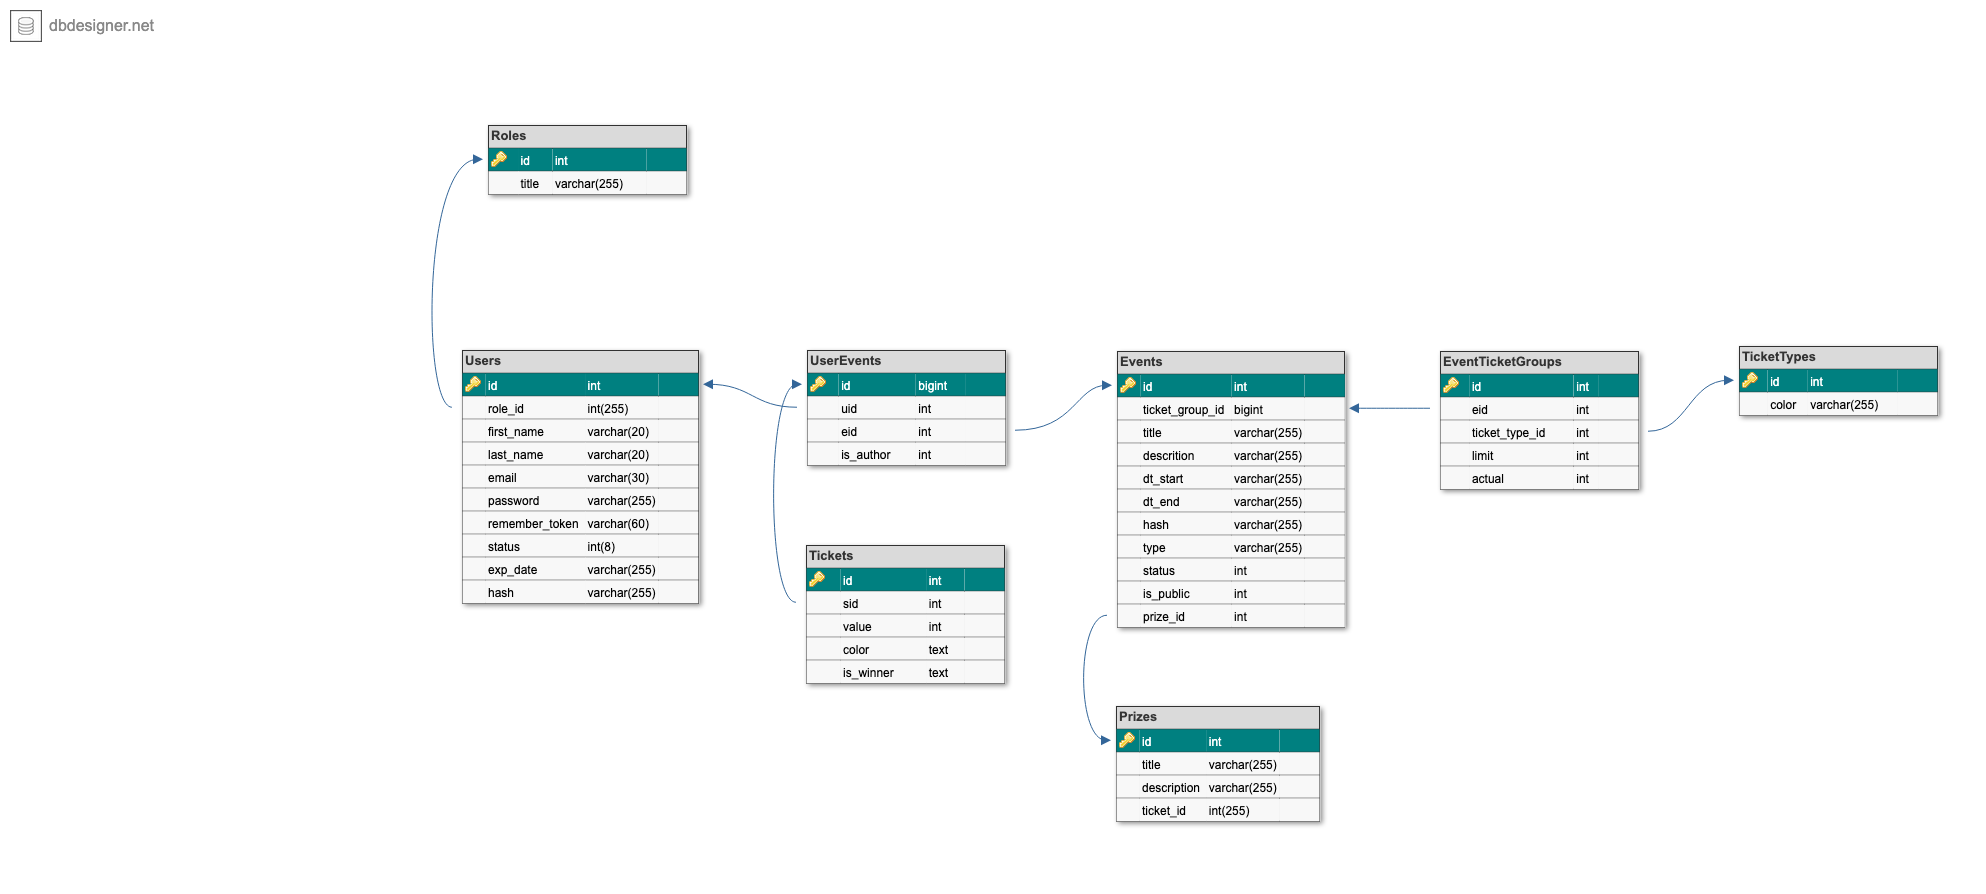 dbdesigner.net
Roles
id int
title varchar(255)
Users
id int
role_id int(255)
first_name varchar(20)
last_name varchar(20)
email varchar(30)
password varchar(255)
remember_token varchar(60)
status int(8)
exp_date varchar(255)
hash varchar(255)
UserEvents
id bigint
uid int
eid int
is_author int
Tickets
id int
sid int
value int
color text
is_winner text
Events
id int
ticket_group_id bigint
title varchar(255)
descrition varchar(255)
dt_start varchar(255)
dt_end varchar(255)
hash varchar(255)
type varchar(255)
status int
is_public int
prize_id int
Prizes
id int
title varchar(255)
description varchar(255)
ticket_id int(255)
EventTicketGroups
id int
eid int
ticket_type_id int
limit int
actual int
TicketTypes
id int
color varchar(255)